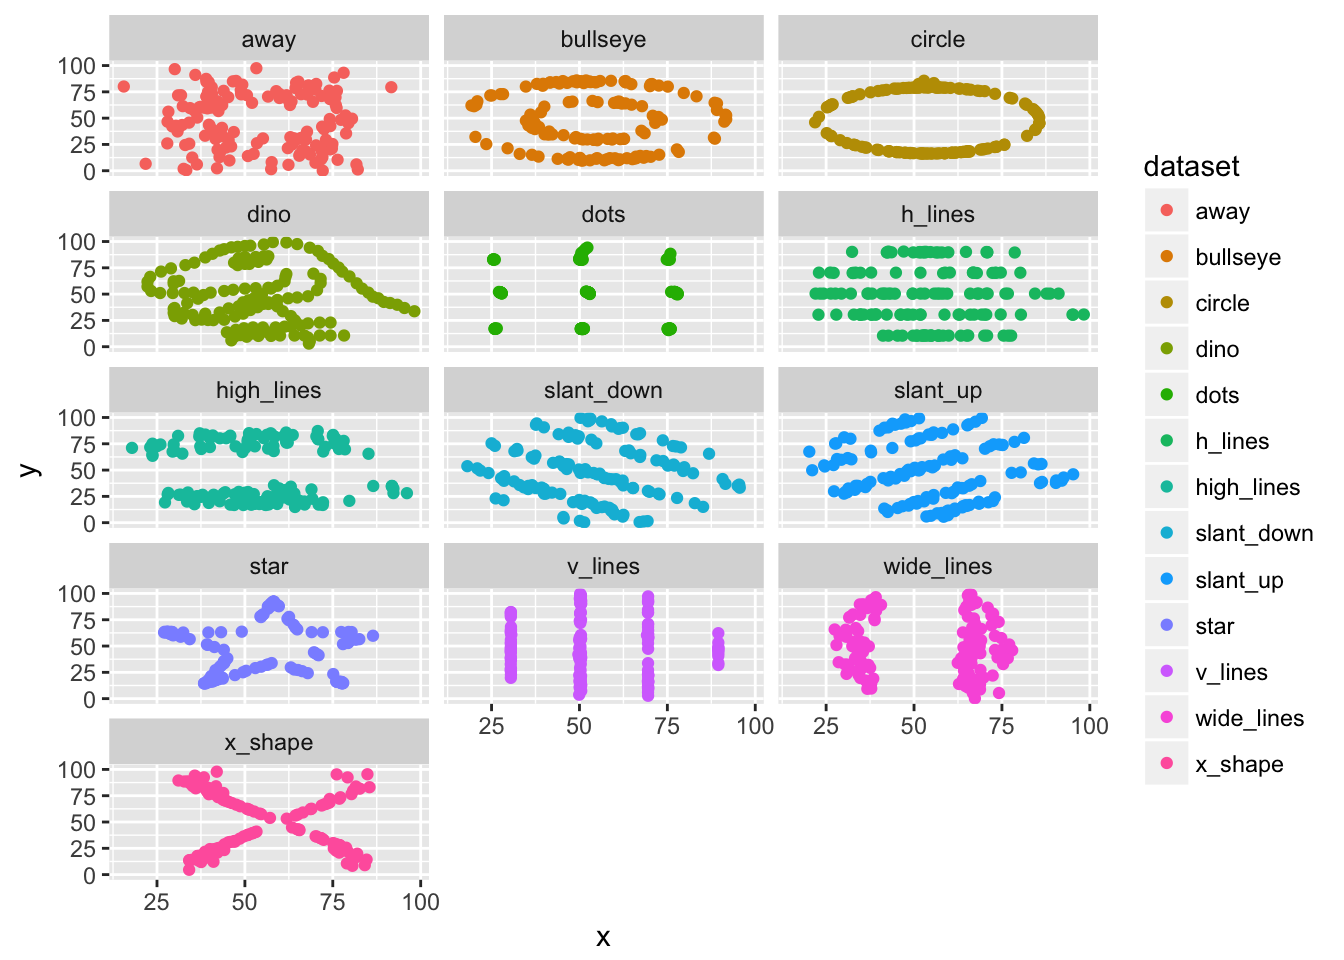 away
bullseye
circle
100
75
50
25
0
dino
dots
h_lines
100
75
50
25
0
high_lines
slant_down
slant_up
100
75
50
25
0
star
v_lines
wide_lines
100
75
50
25
0
25 50 75 100
25 50 75 100
x_shape
100
75
50
25
0
25 50 75 100
x
y
dataset
away
bullseye
circle
dino
dots
h_lines
high_lines
slant_down
slant_up
star
v_lines
wide_lines
x_shape